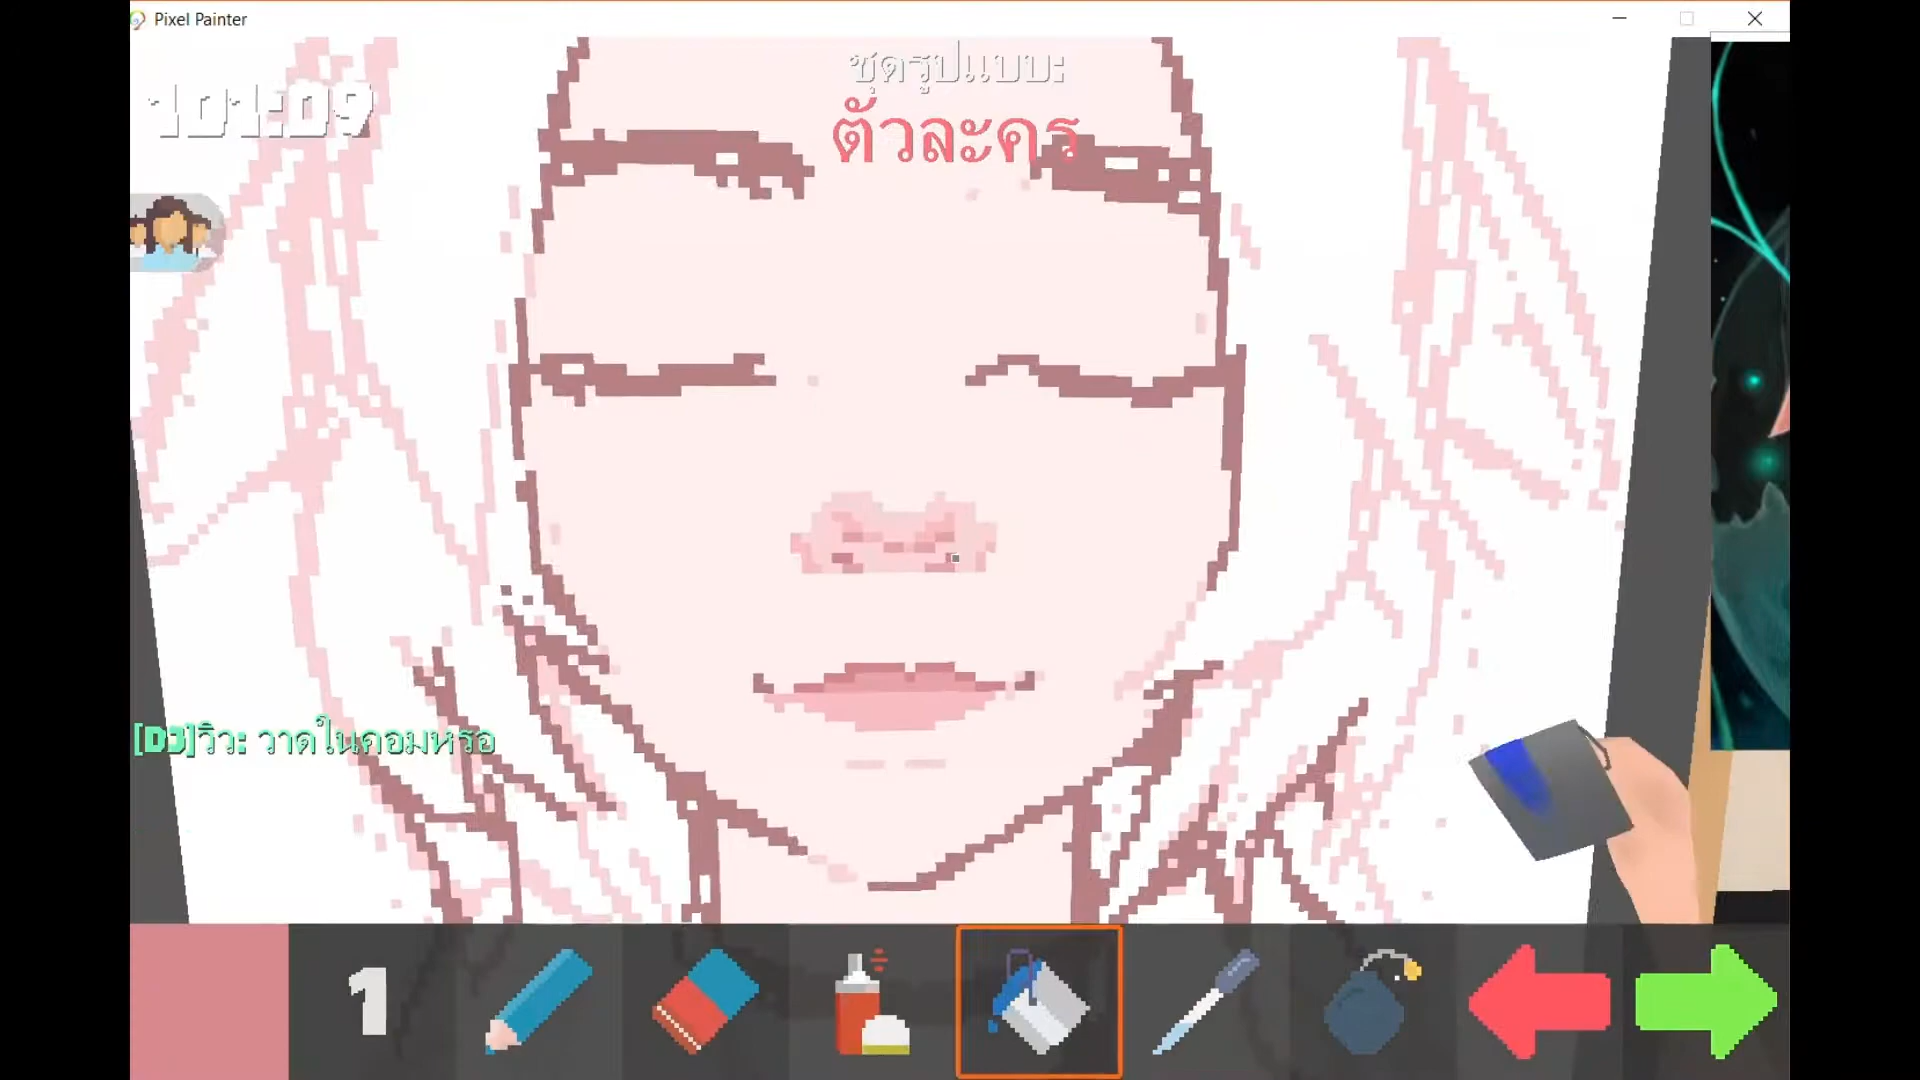 Pixel Painter
ชุดรูปแบบ:
101:09
ตัวละคร
[DJ]วิว: วาดในคอมหรอ
1